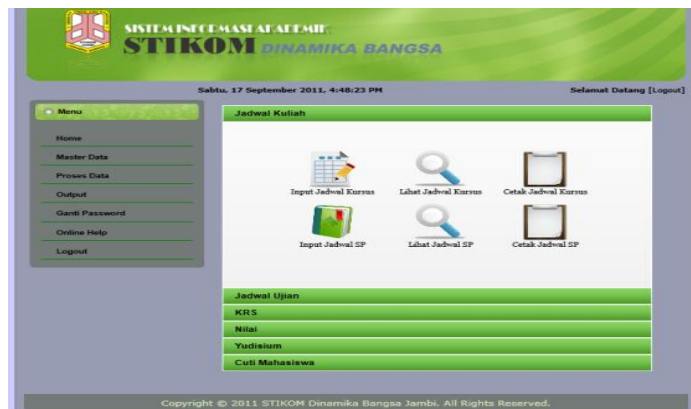 SISTEM INFORMASI AKADEMIK
STIKOM DINAMIKA BANGSA
Sabtu, 17 September 2011, 4:48:23 PM
Selamat Datang [Logout]
Menu
Home
Master Data
Proses Data
Output
Ganti Password
Online Help
Logout
Jadwal Kuliah
Input Jadwal Kursus
Lihat Jadwal Kursus
Cetak Jadwal Kursus
Input Jadwal SP
Lihat Jadwal SP
Cetak Jadwal SP
Jadwal Ujian
KRS
Nilai
Yudisium
Cuti Mahasiswa
Copyright © 2011 STIKOM Dinamika Bangsa Jambi. All Rights Reserved.